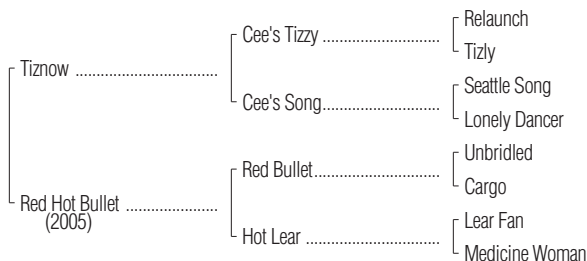 Relaunch
Cee's Tizzy
Tizly
Tiznow
Seattle Song
Cee's Song
Lonely Dancer
Unbridled
Red Bullet
Cargo
Red Hot Bullet
(2005)
Lear Fan
Hot Lear
Medicine Woman